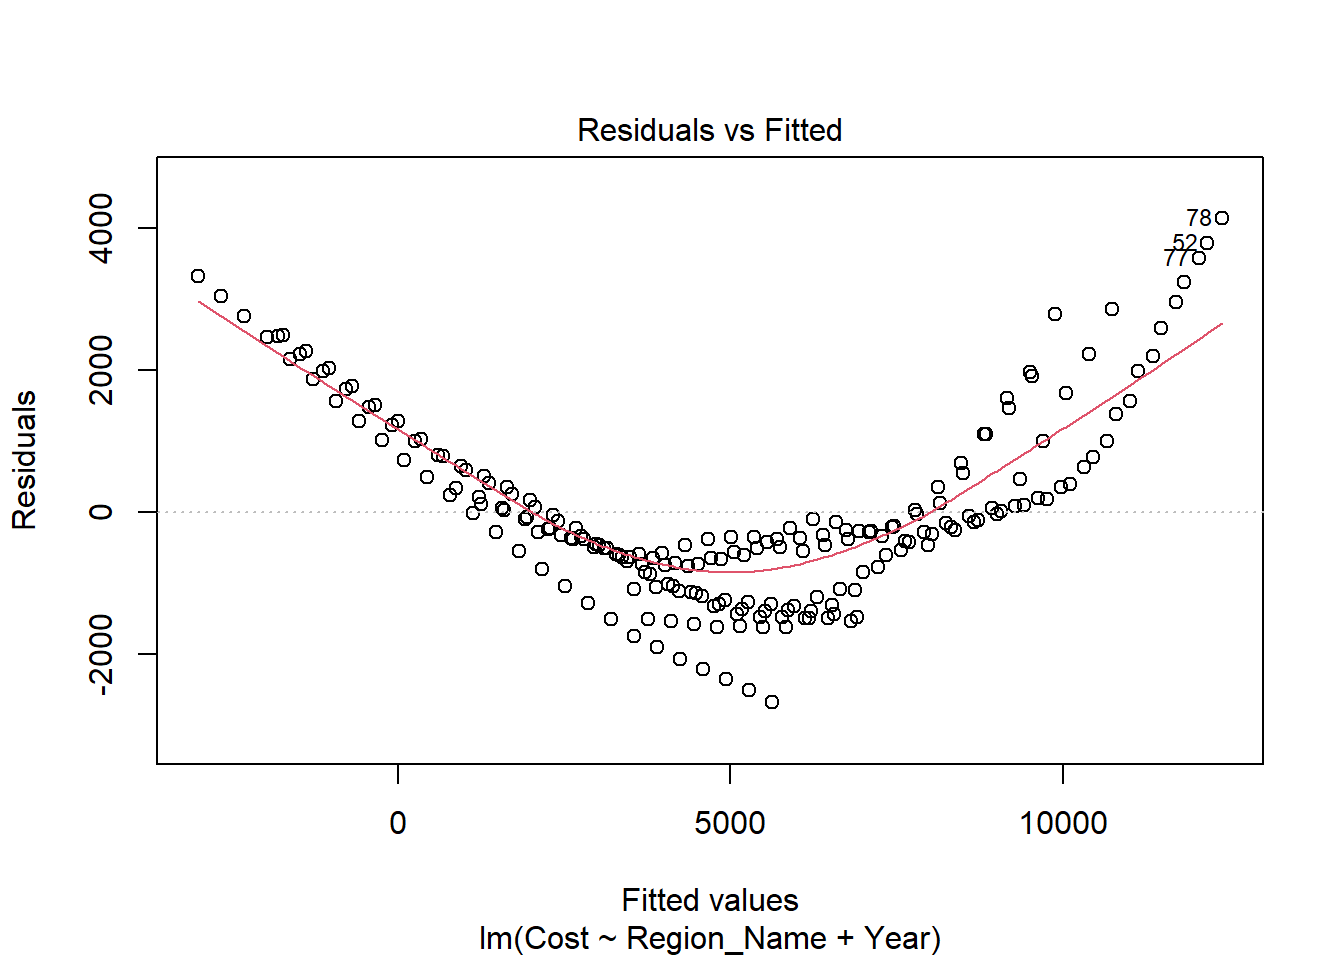 Residuals vs Fitted
Residuals
4000
2000
0
-2000
78
52
77
0 5000 10000
Fitted values
lm(Cost ~ Region_Name + Year)